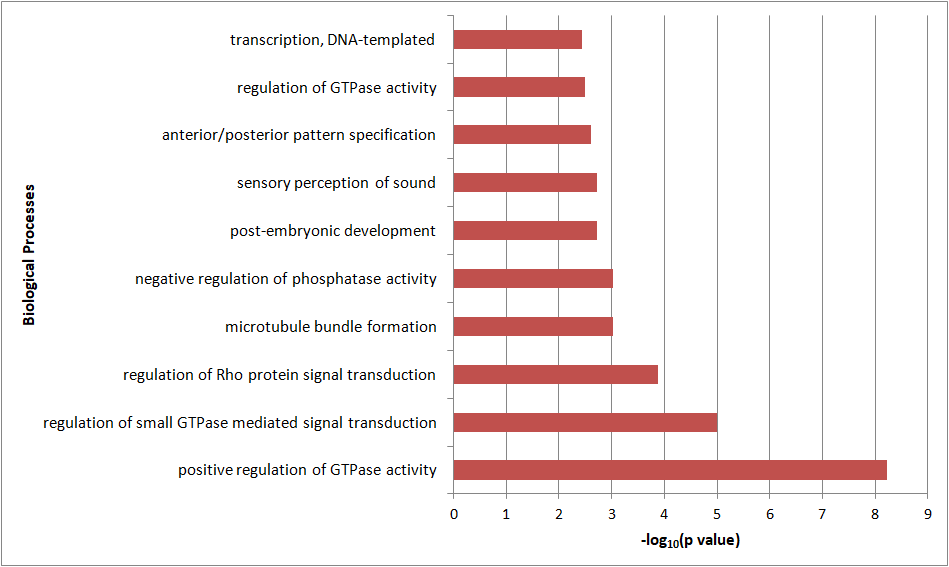 transcription, DNA-templated
regulation of GTPase activity
anterior/posterior pattern specification
sensory perception of sound
post-embryonic development
negative regulation of phosphatase activity
microtubule bundle formation
regulation of Rho protein signal transduction
regulation of small GTPase mediated signal transduction
positive regulation of GTPase activity
Biological Processes
0 1 2 3 4 5 6 7 8 9
-log₁₀(p value)